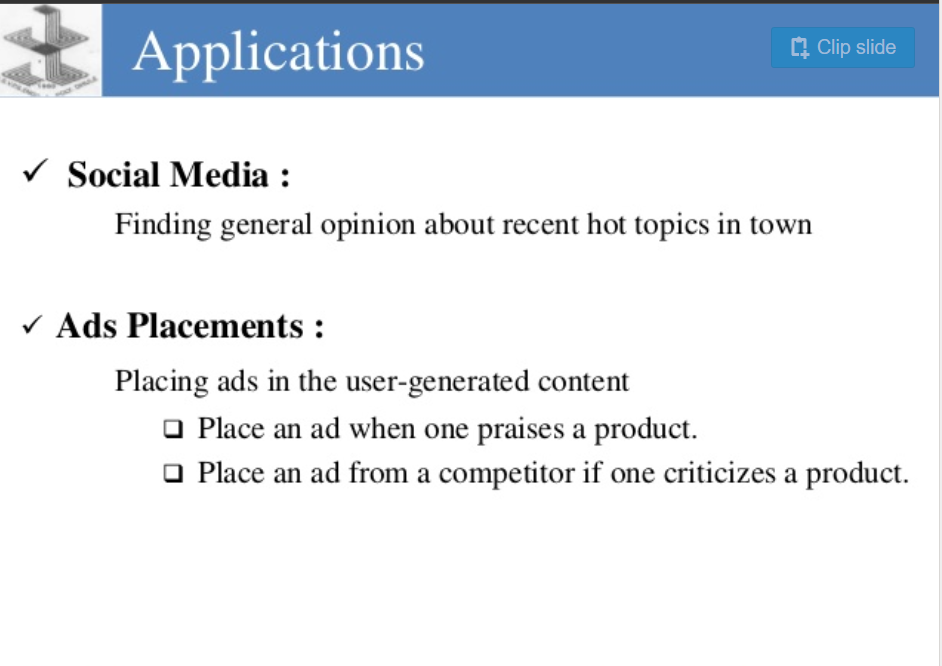 Applications
Clip slide
✓ Social Media :
Finding general opinion about recent hot topics in town
✓ Ads Placements :
Placing ads in the user-generated content
❑ Place an ad when one praises a product.
❑ Place an ad from a competitor if one criticizes a product.